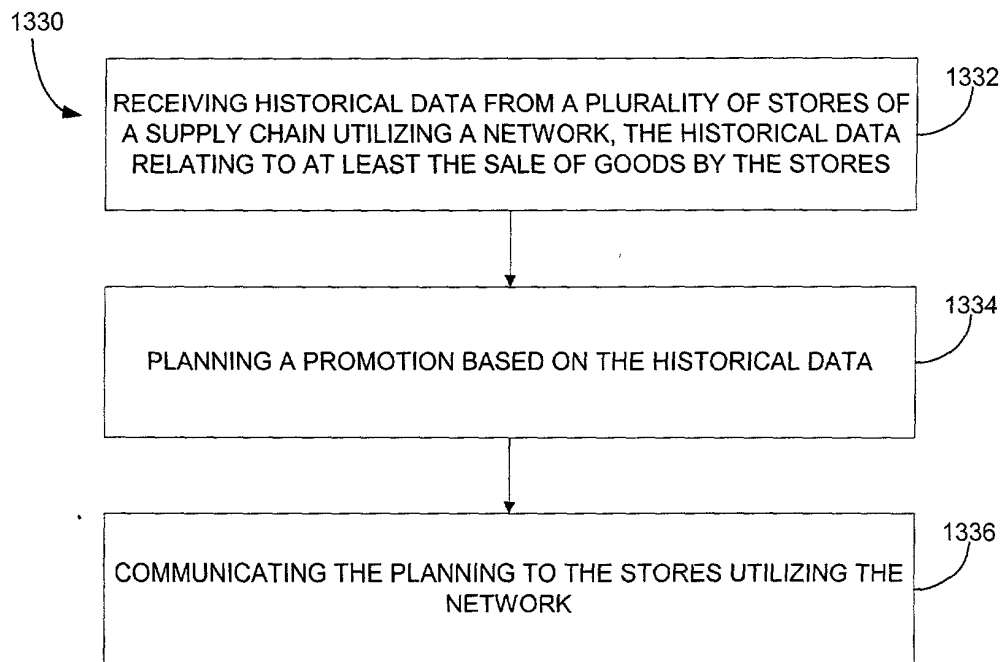 1330
1332
RECEIVING HISTORICAL DATA FROM A PLURALITY OF STORES OF
A SUPPLY CHAIN UTILIZING A NETWORK, THE HISTORICAL DATA
RELATING TO AT LEAST THE SALE OF GOODS BY THE STORES
1334
PLANNING A PROMOTION BASED ON THE HISTORICAL DATA
1336
COMMUNICATING THE PLANNING TO THE STORES UTILIZING THE
NETWORK